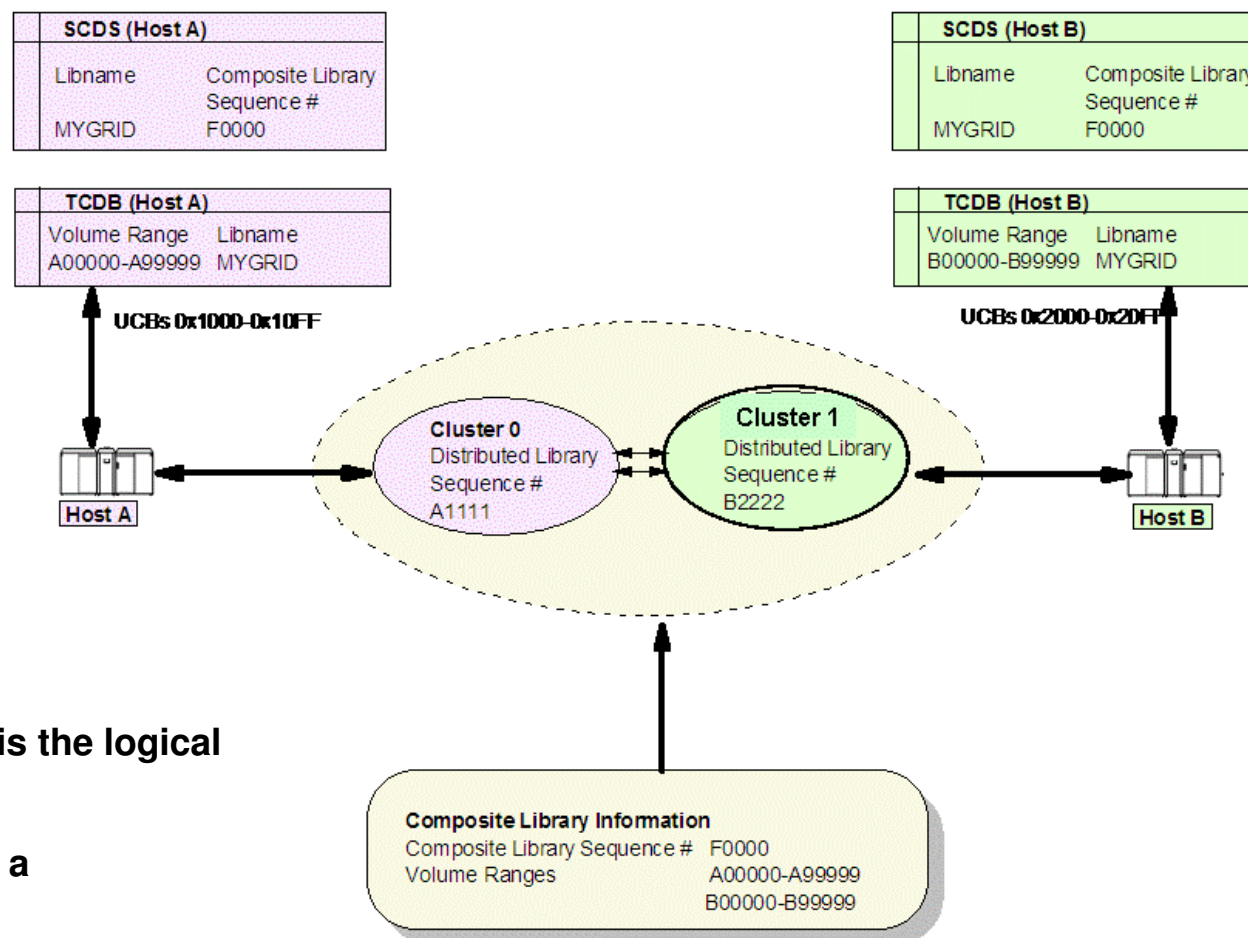 SCDS (Host A)
Libname Composite Library
Sequence #
MYGRID F0000
TCDB (Host A)
Volume Range Libname
A00000-A99999 MYGRID
UCBs 0x1000-0x10FF
Host A
SCDS (Host B)
Libname Composite Library
Sequence #
MYGRID F0000
TCDB (Host B)
Volume Range Libname
B00000-B99999 MYGRID
UCBs 0x2000-0x20FF
Host B
Cluster 0
Distributed Library
Sequence #
A1111
Cluster 1
Distributed Library
Sequence #
B2222
is the logical
a
Composite Library Information
Composite Library Sequence # F0000
Volume Ranges A00000-A99999
B00000-B99999